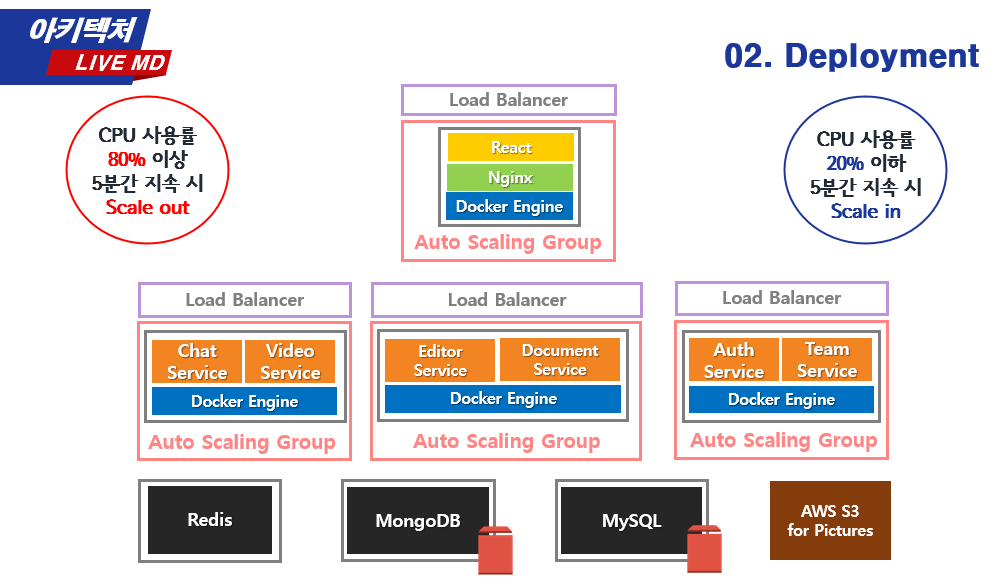 아키텍처
LIVE MD
02. Deployment
CPU 사용률
80% 이상
5분간 지속 시
Scale out
Load Balancer
React
Nginx
Docker Engine
Auto Scaling Group
CPU 사용률
20% 이하
5분간 지속 시
Scale in
Load Balancer
Chat
Service
Video
Service
Docker Engine
Auto Scaling Group
Load Balancer
Editor
Service
Document
Service
Docker Engine
Auto Scaling Group
Load Balancer
Auth
Service
Team
Service
Docker Engine
Auto Scaling Group
Redis
MongoDB
MySQL
AWS S3
for Pictures